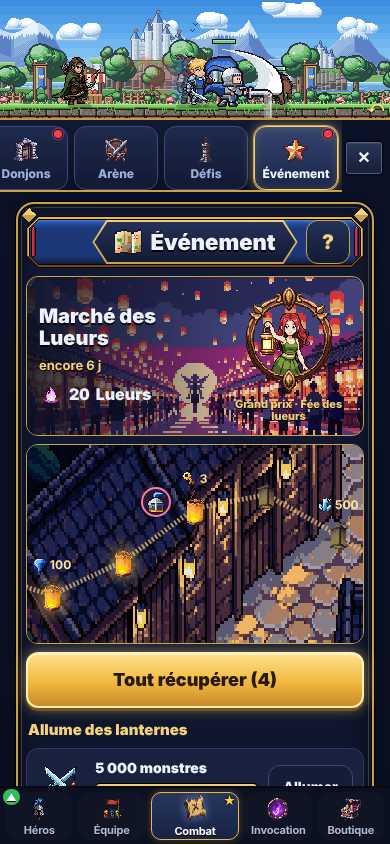 Donjons
Arène
Défis
Événement
×
Événement
?
Marché des
Lueurs
encore 6 j
20 Lueurs
Grand prix · Fée des
lueurs
3
500
100
Tout récupérer (4)
Allume des lanternes
5 000 monstres
Allumer
Héros
Équipe
Combat
Invocation
Boutique